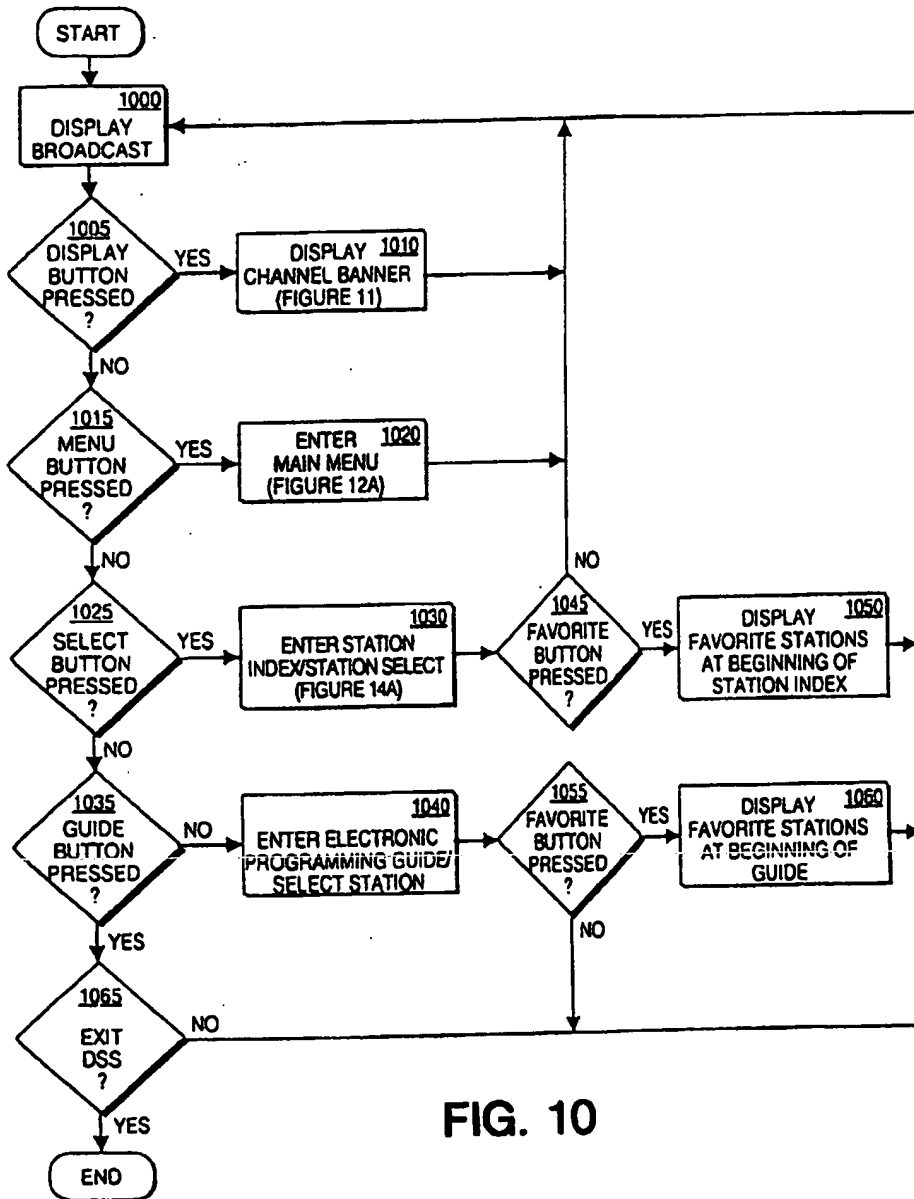 START
1000
DISPLAY
BROADCAST
1005
DISPLAY
BUTTON
PRESSED
?
YES
DISPLAY 1010
CHANNEL BANNER
(FIGURE 11)
NO
1015
MENU
BUTTON
PRESSED
?
YES
ENTER 1020
MAIN MENU
(FIGURE 12A)
NO
1025
SELECT
BUTTON
PRESSED
?
YES
1030
ENTER STATION
INDEX/STATION SELECT
(FIGURE 14A)
NO
1045
FAVORITE
BUTTON
PRESSED
?
YES
1050
DISPLAY
FAVORITE STATIONS
AT BEGINNING OF
STATION INDEX
NO
1035
GUIDE
BUTTON
PRESSED
?
NO
1040
ENTER ELECTRONIC
PROGRAMMING GUIDE/
SELECT STATION
1055
FAVORITE
BUTTON
PRESSED
?
YES
1060
DISPLAY
FAVORITE STATIONS
AT BEGINNING OF
GUIDE
NO
YES
1065
EXIT
DSS
?
NO
YES
END
FIG. 10